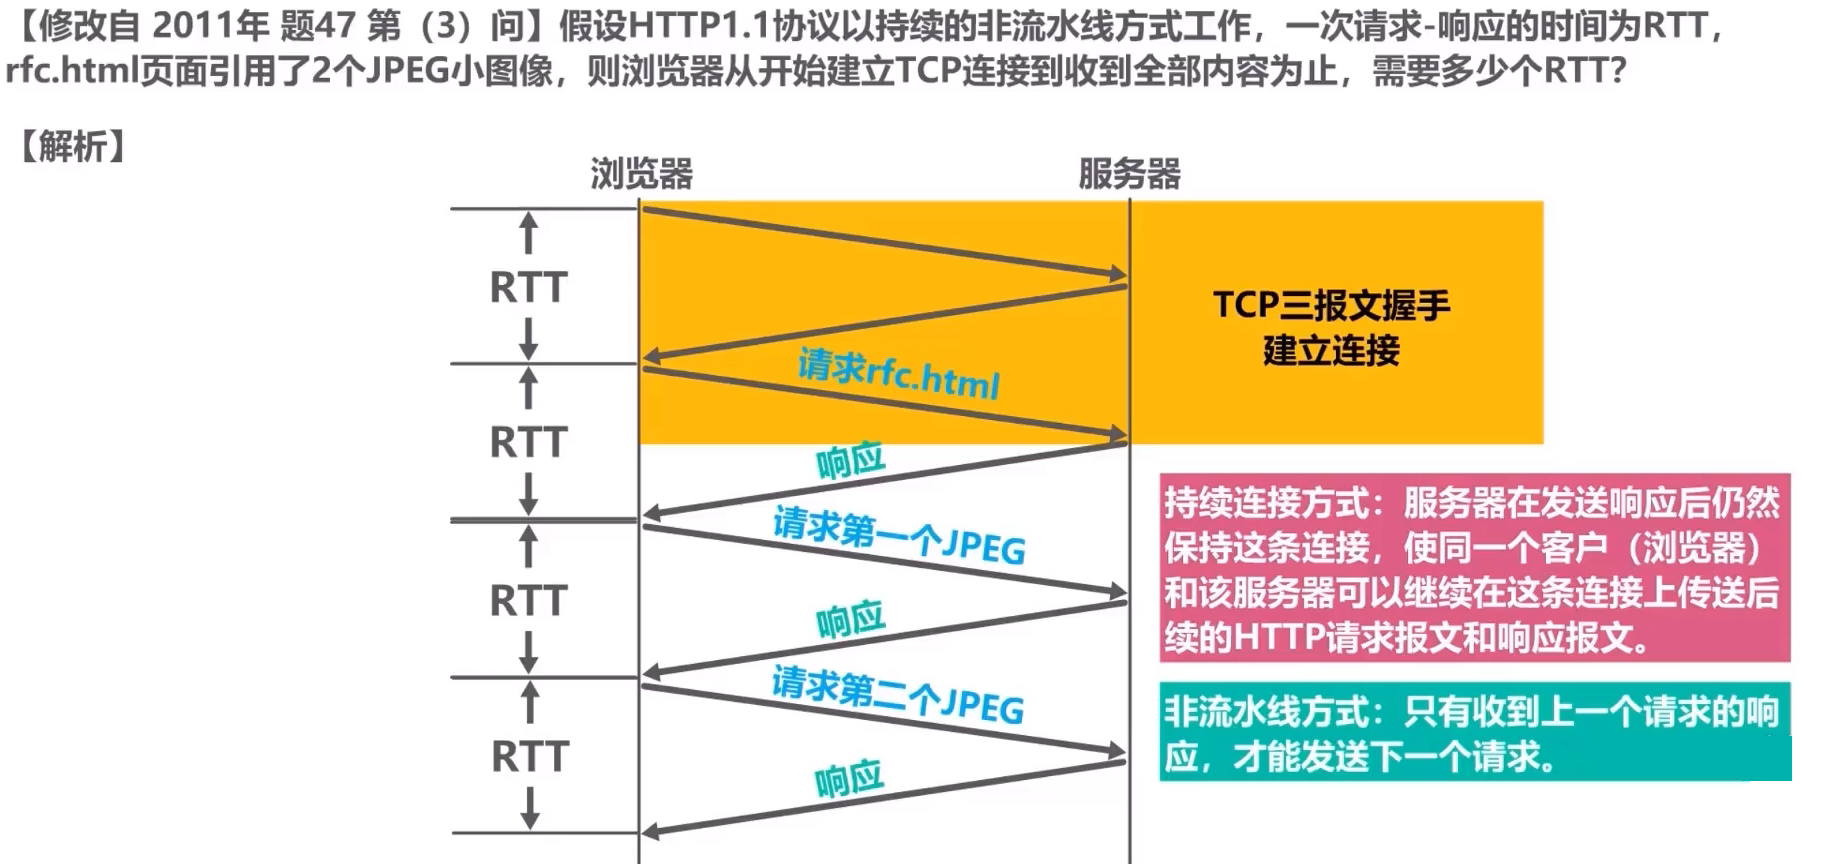 【修改自 2011年 题47 第（3）问】假设HTTP1.1协议以持续的非流水线方式工作，一次请求-响应的时间为RTT，
rfc.html页面引用了2个JPEG小图像，则浏览器从开始建立TCP连接到收到全部内容为止，需要多少个RTT？
【解析】
浏览器
服务器
RTT
TCP三报文握手
建立连接
请求rfc.html
RTT
响应
持续连接方式：服务器在发送响应后仍然
保持这条连接，使同一个客户（浏览器）
和该服务器可以继续在这条连接上传送后
续的HTTP请求报文和响应报文。
请求第一个JPEG
RTT
响应
请求第二个JPEG
非流水线方式：只有收到上一个请求的响
应，才能发送下一个请求。
RTT
响应